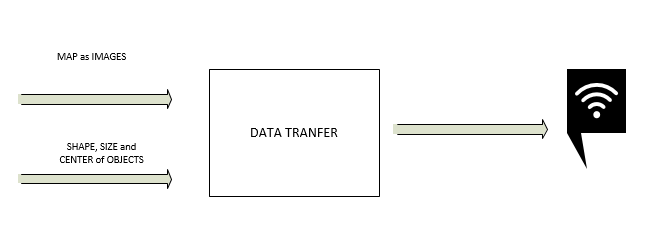 MAP as IMAGES
SHAPE, SIZE and
CENTER of OBJECTS
DATA TRANFER